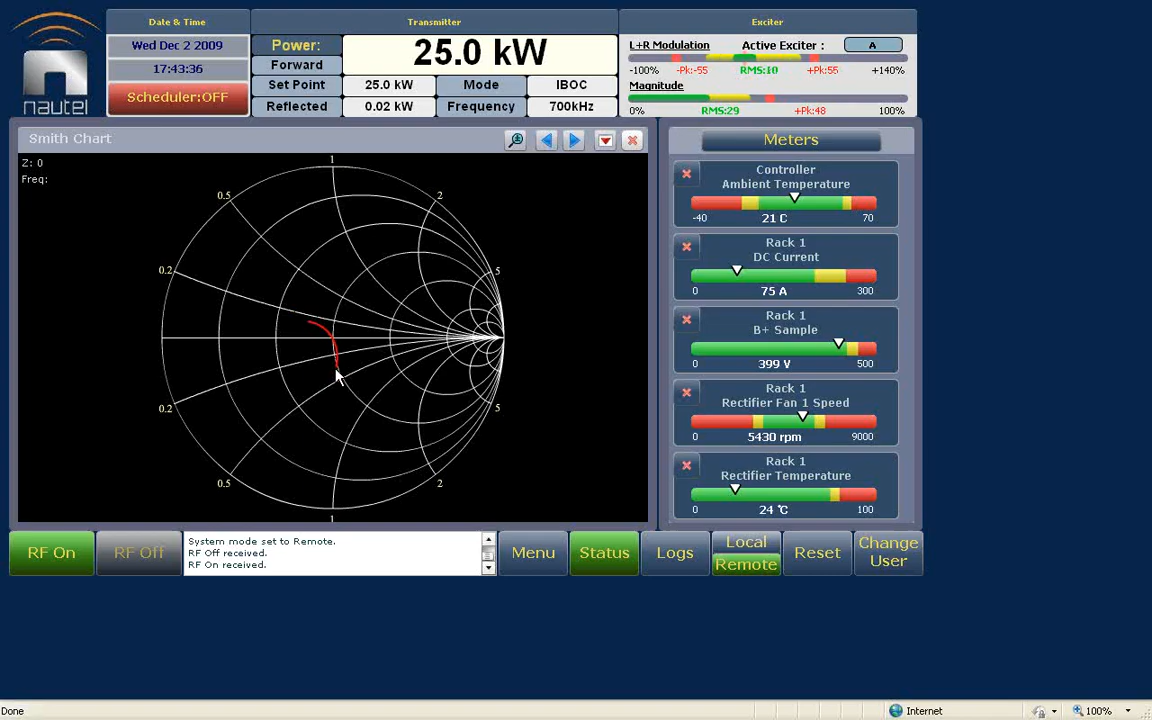 Date & Time
Wed Dec 2 2009
17:43:36
Scheduler:OFF
nautel
Transmitter
Power:
25.0 kW
Forward
Set Point
25.0 kW
Mode
IBOC
Reflected
0.02 kW
Frequency
700kHz
Exciter
L+R Modulation
Active Exciter :
A
-100%
-Pk:-55
RMS:10
+Pk:55
+140%
Magnitude
0%
RMS:29
+Pk:48
100%
Smith Chart
Z: 0
Freq:
1
0.5
2
0.2
5
0.2
5
0.5
2
1
Meters
Controller
Ambient Temperature
-40
21 C
70
Rack 1
DC Current
0
75 A
300
Rack 1
B+ Sample
0
399 V
500
Rack 1
Rectifier Fan 1 Speed
0
5430 rpm
9000
Rack 1
Rectifier Temperature
0
24 °C
100
RF On
RF Off
System mode set to Remote.
RF Off received.
RF On received.
Menu
Status
Logs
Local
Remote
Reset
Change
User
Done
Internet
100%